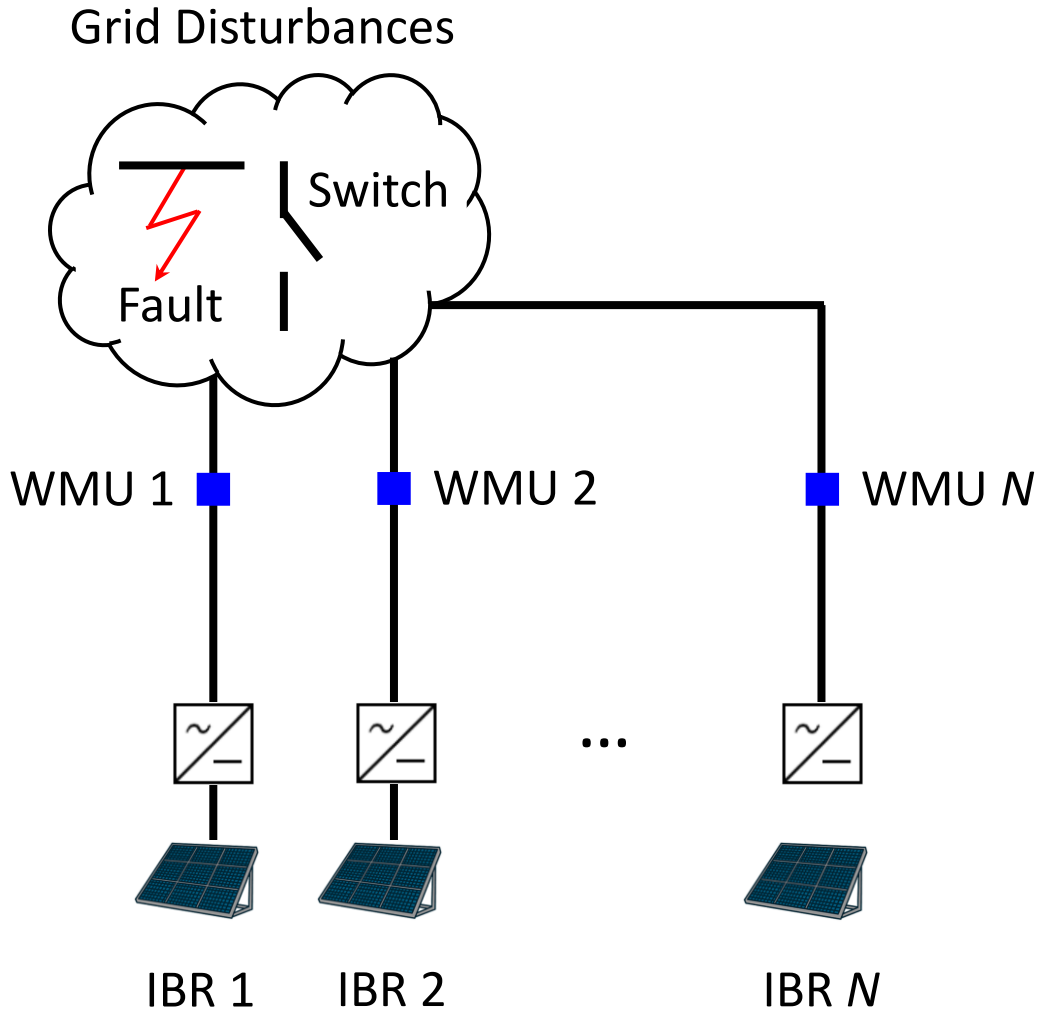 Grid Disturbances
Switch
Fault
WMU 1
WMU 2
WMU N
...
IBR 1
IBR 2
IBR N